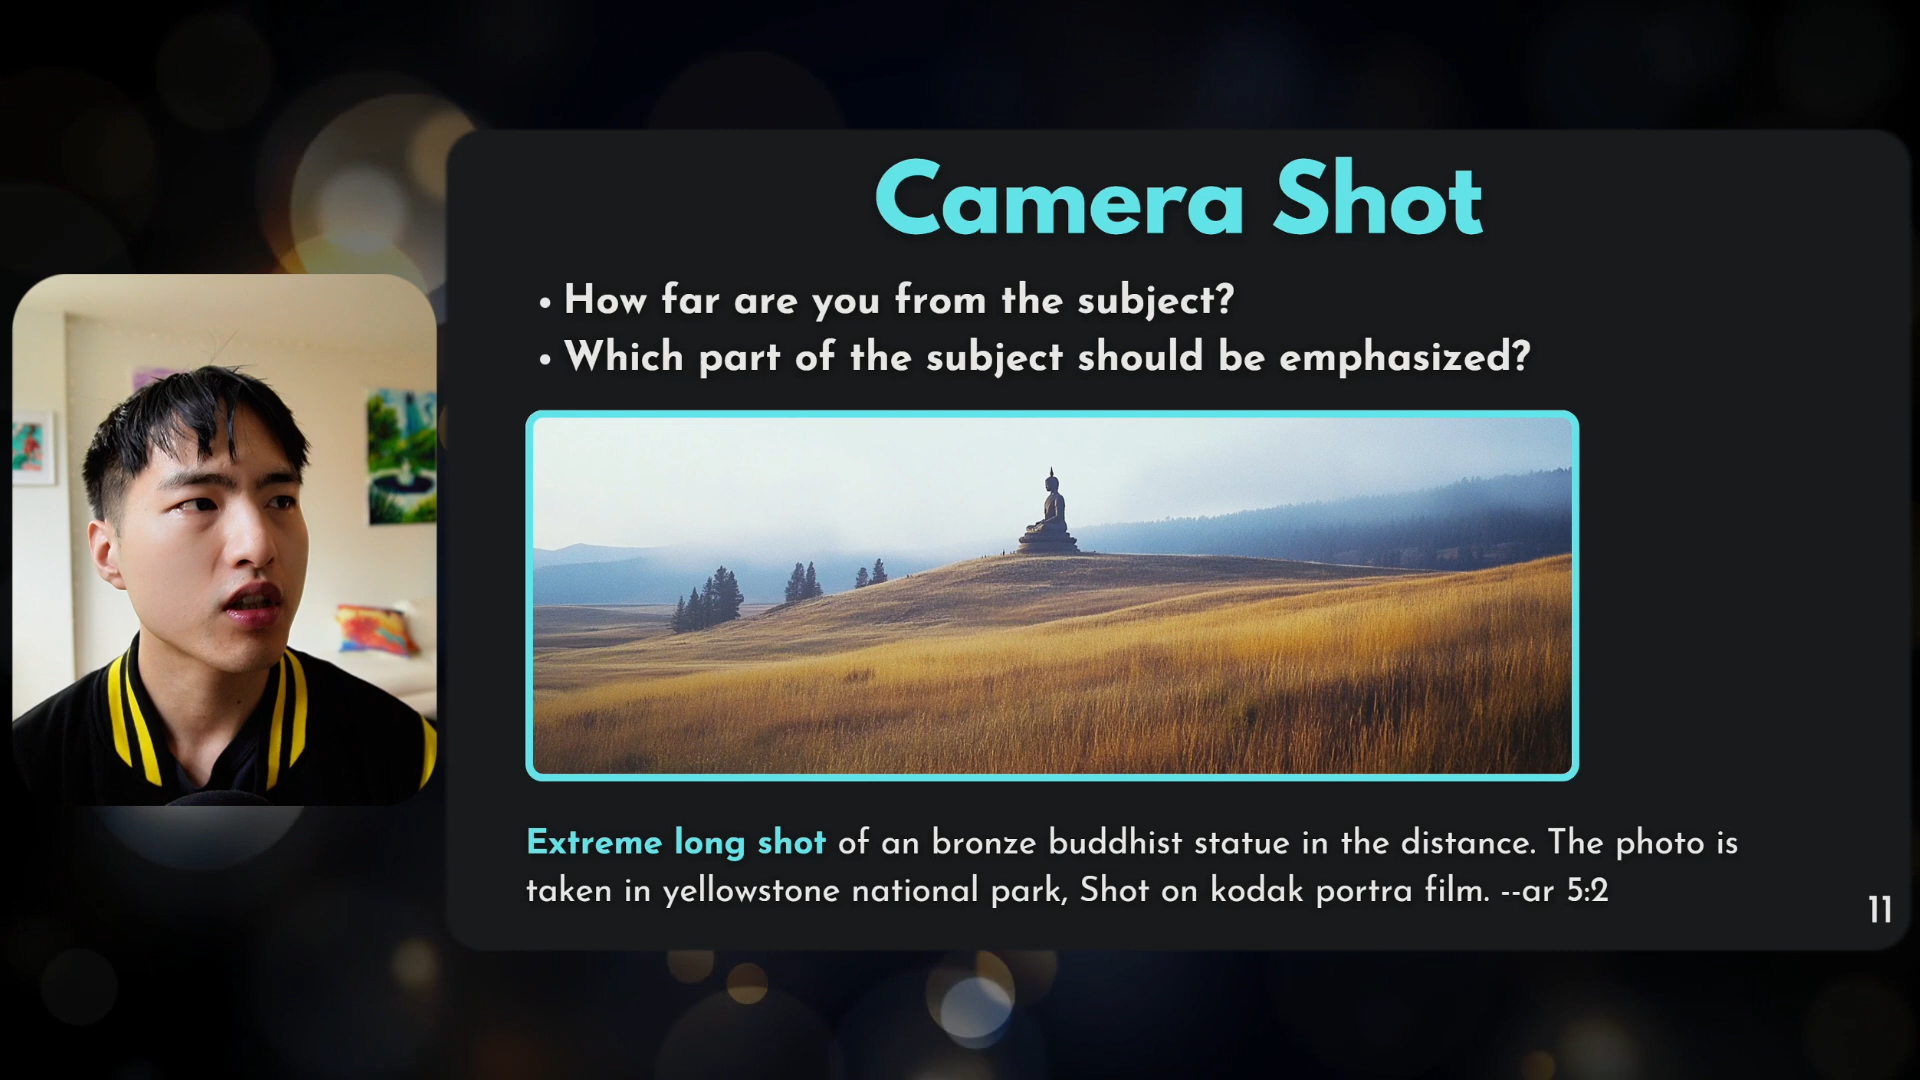 Camera Shot
• How far are you from the subject?
• Which part of the subject should be emphasized?
Extreme long shot of an bronze buddhist statue in the distance. The photo is
taken in yellowstone national park, Shot on kodak portra film. --ar 5:2
11